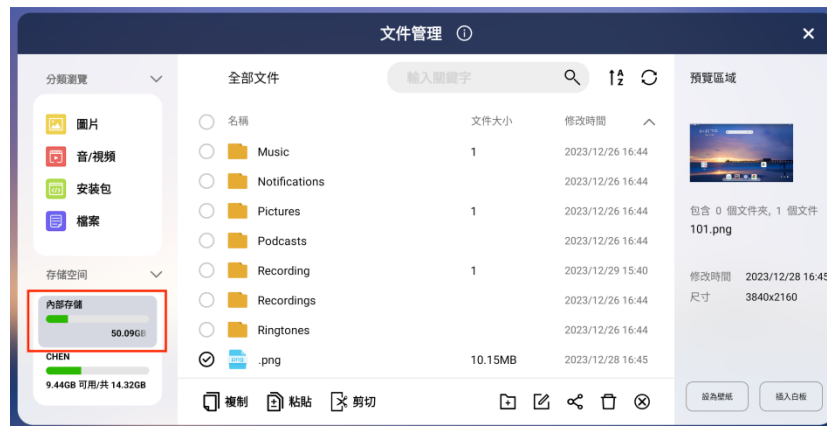 文件管理
分類瀏覽
圖片
音/視頻
安裝包
檔案
存儲空间
內部存儲
50.09GB
CHEN
9.44GB 可用/共 14.32GB
全部文件
輸入關鍵字
名稱 文件大小 修改時間
Music 1 2023/12/26 16:44
Notifications 2023/12/26 16:44
Pictures 1 2023/12/26 16:44
Podcasts 2023/12/26 16:44
Recording 1 2023/12/29 15:40
Recordings 2023/12/26 16:44
Ringtones 2023/12/26 16:44
.png 10.15MB 2023/12/28 16:45
複制 粘貼 剪切
預覽區域
包含 0 個文件夾, 1 個文件
101.png
修改時間 2023/12/28 16:45
尺寸 3840x2160
設為壁紙 插入白板